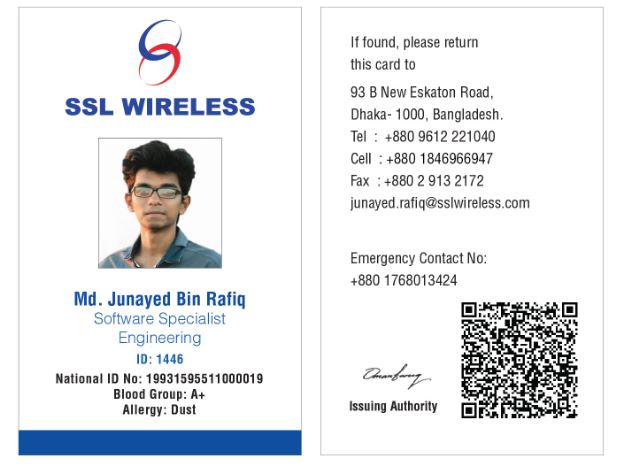 SSL WIRELESS
Md. Junayed Bin Rafiq
Software Specialist
Engineering
ID: 1446
National ID No: 19931595511000019
Blood Group: A+
Allergy: Dust
If found, please return
this card to
93 B New Eskaton Road,
Dhaka- 1000, Bangladesh.
Tel : +880 9612 221040
Cell : +880 1846966947
Fax : +880 2 913 2172
junayed.rafiq@sslwireless.com
Emergency Contact No:
+880 1768013424
Issuing Authority